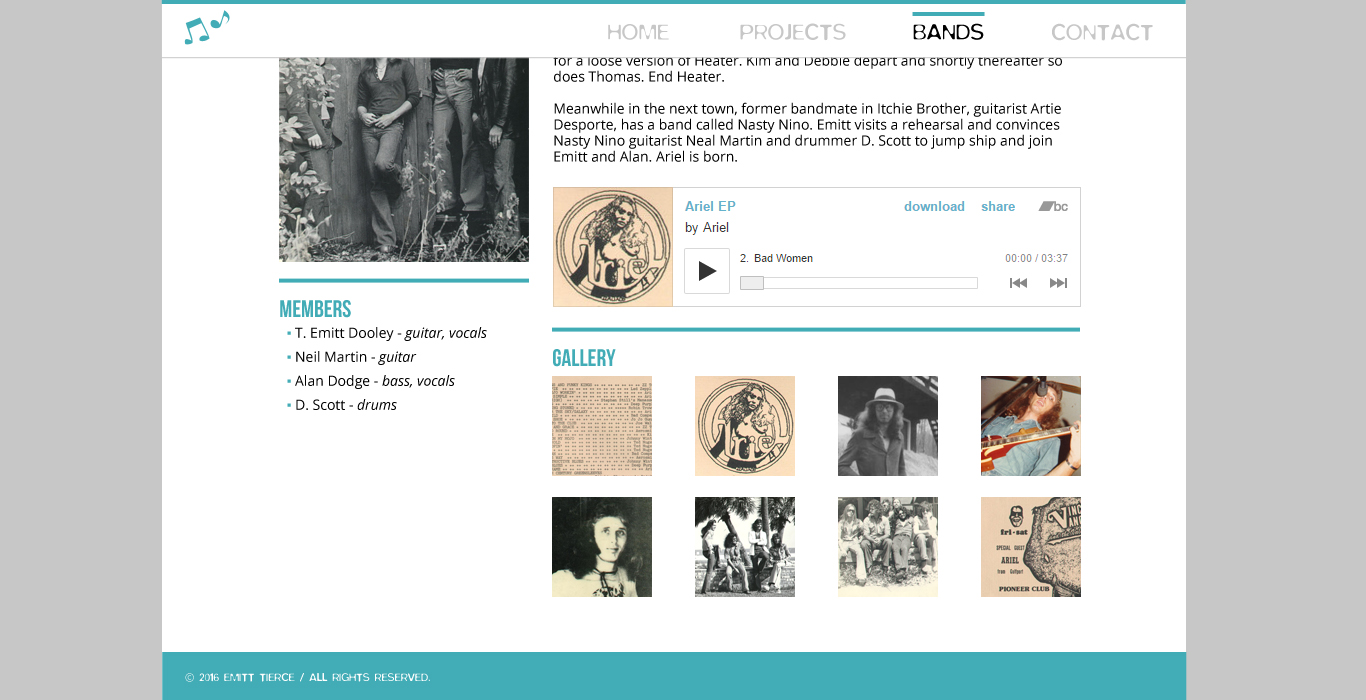 HOME PROJECTS BANDS CONTACT
for a loose version of Heater. Kim and Debbie depart and shortly thereafter so
does Thomas. End Heater.
Meanwhile in the next town, former bandmate in Itchie Brother, guitarist Artie
Desporte, has a band called Nasty Nino. Emitt visits a rehearsal and convinces
Nasty Nino guitarist Neal Martin and drummer D. Scott to jump ship and join
Emitt and Alan. Ariel is born.
Ariel EP download share bc
by Ariel
2. Bad Women 00:00 / 03:37
MEMBERS
• T. Emitt Dooley - guitar, vocals
• Neil Martin - guitar
• Alan Dodge - bass, vocals
• D. Scott - drums
GALLERY
fri-sat
SPECIAL GUEST
ARIEL
from Gulfport
PIONEER CLUB
© 2016 EMITT TIERCE / ALL RIGHTS RESERVED.